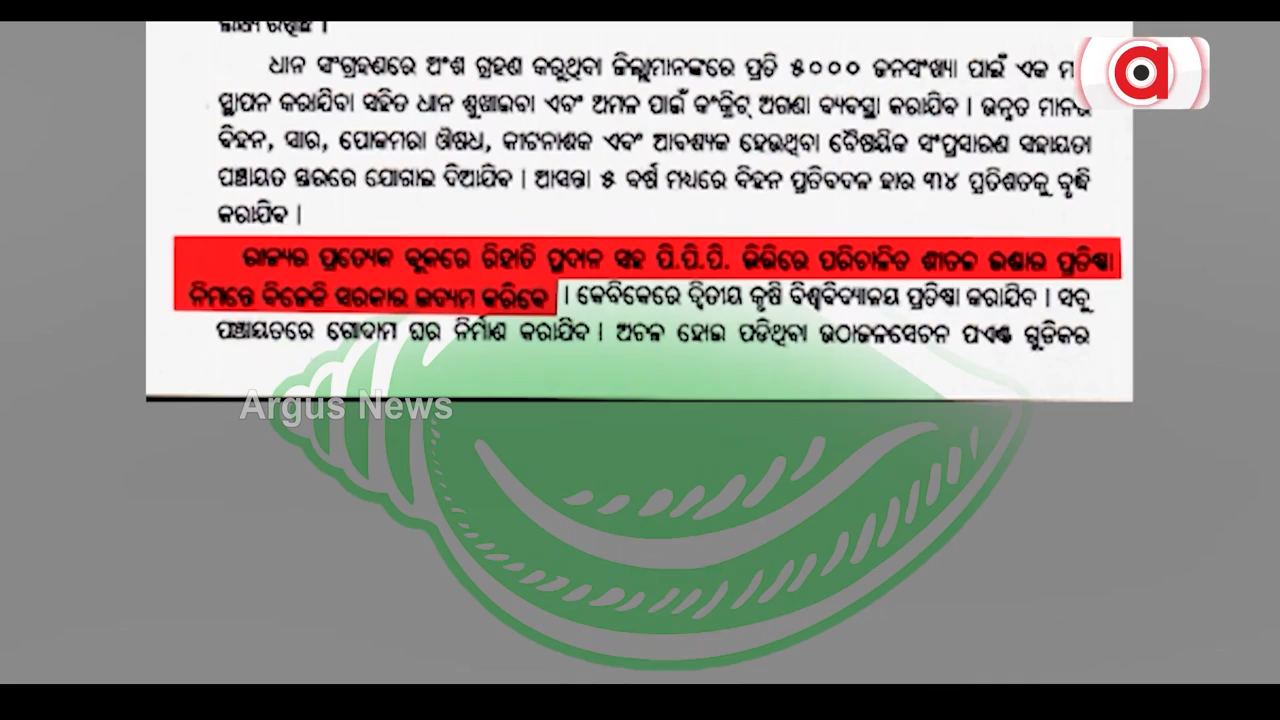 ଧାନ ସଂଗ୍ରହଣରେ ଅଂଶ ଗ୍ରହଣ କରୁଥିବା ଜିଲ୍ଲାମାନଙ୍କରେ ପ୍ରତି ୫୦୦୦ ଜନସଂଖ୍ୟା ପାଇଁ ଏକ
ସ୍ଥାପନ କରାଯିବା ସହିତ ଧାନ ଶୁଖାଇବା ଏବଂ ଅମଳ ପାଇଁ କଂକ୍ରିଟ୍ ଅଗଣା ବ୍ୟବସ୍ଥା କରାଯିବ । ଉନ୍ନତ ମାନର
ବିହନ, ସାର, ପୋକମରା ଔଷଧ, କୀଟନାଶକ ଏବଂ ଆବଶ୍ୟକ ହେଉଥିବା ବୈଷୟିକ ସଂପ୍ରସାରଣ ସହାୟତା
ପଞ୍ଚାୟତ ସ୍ତରରେ ଯୋଗାଇ ଦିଆଯିବ । ଆସନ୍ତା ୫ ବର୍ଷ ମଧ୍ୟରେ ବିହନ ପ୍ରତିବଦଳ ହାର ୩୪ ପ୍ରତିଶତକୁ ବୃଦ୍ଧି
କରାଯିବ ।
ରାଜ୍ୟର ପ୍ରତ୍ୟେକ ବ୍ଲକରେ ରିହାତି ପ୍ରଦାନ ସହ ପି.ପି.ପି. ଭିତ୍ତିରେ ପରିଚାଳିତ ଶୀତଳ ଭଣ୍ଡାର ପ୍ରତିଷ୍ଠା
ନିମନ୍ତେ ବିଜେଡି ସରକାର ଉଦ୍ୟମ କରିବେ । କେବିକେରେ ଦ୍ୱିତୀୟ କୃଷି ବିଶ୍ୱବିଦ୍ୟାଳୟ ପ୍ରତିଷ୍ଠା କରାଯିବ । ସବୁ
ପଞ୍ଚାୟତରେ ଗୋଦାମ ଘର ନିର୍ମାଣ କରାଯିବ । ଅଚଳ ହୋଇ ପଡିଥିବା ଉଠାଜଳସେଚନ ପଏଣ୍ଟ ଗୁଡିକର
Argus News